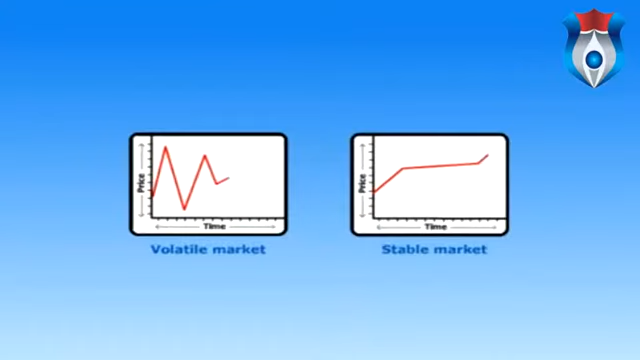 Price
Time
Volatile market
Price
Time
Stable market